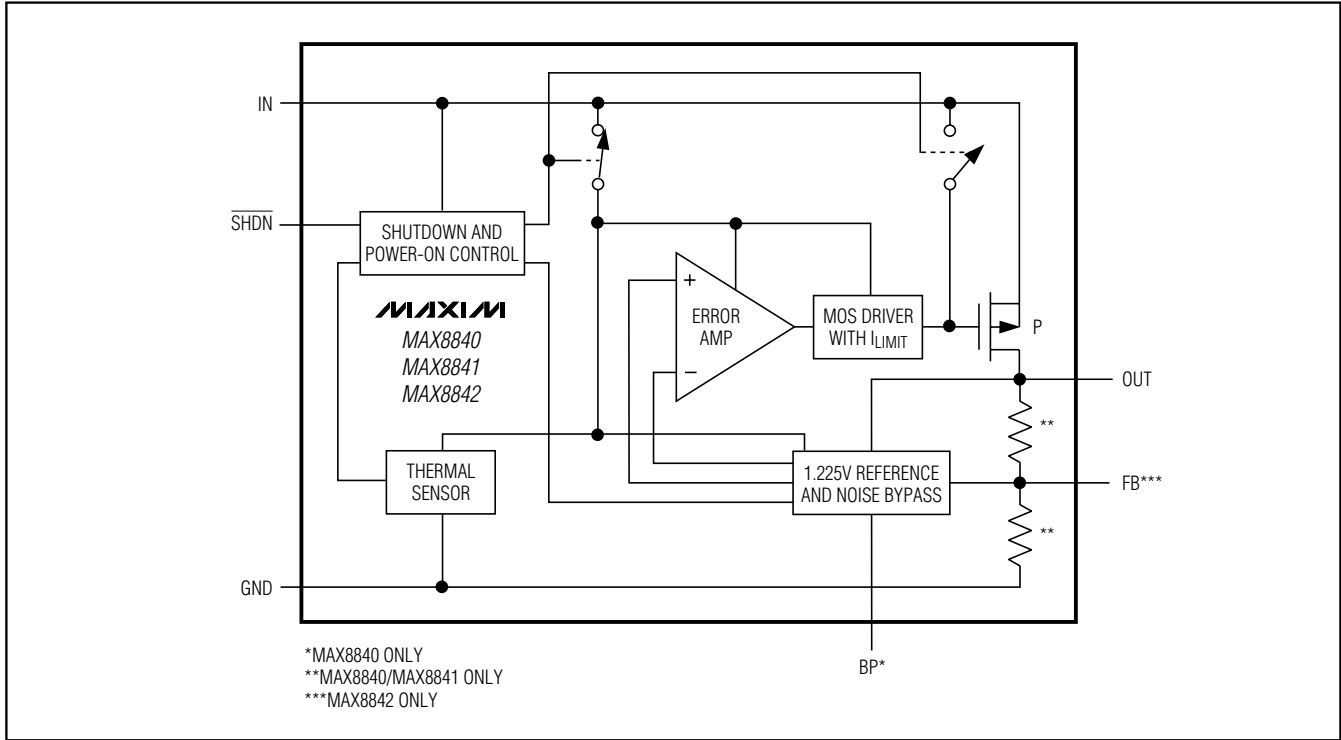 IN
SHDN
SHUTDOWN AND
POWER-ON CONTROL
MAXIM
MAX8840
MAX8841
MAX8842
+
ERROR
AMP
−
MOS DRIVER
WITH ILIMIT
P
OUT
**
THERMAL
SENSOR
1.225V REFERENCE
AND NOISE BYPASS
FB***
**
GND
BP*
*MAX8840 ONLY
**MAX8840/MAX8841 ONLY
***MAX8842 ONLY